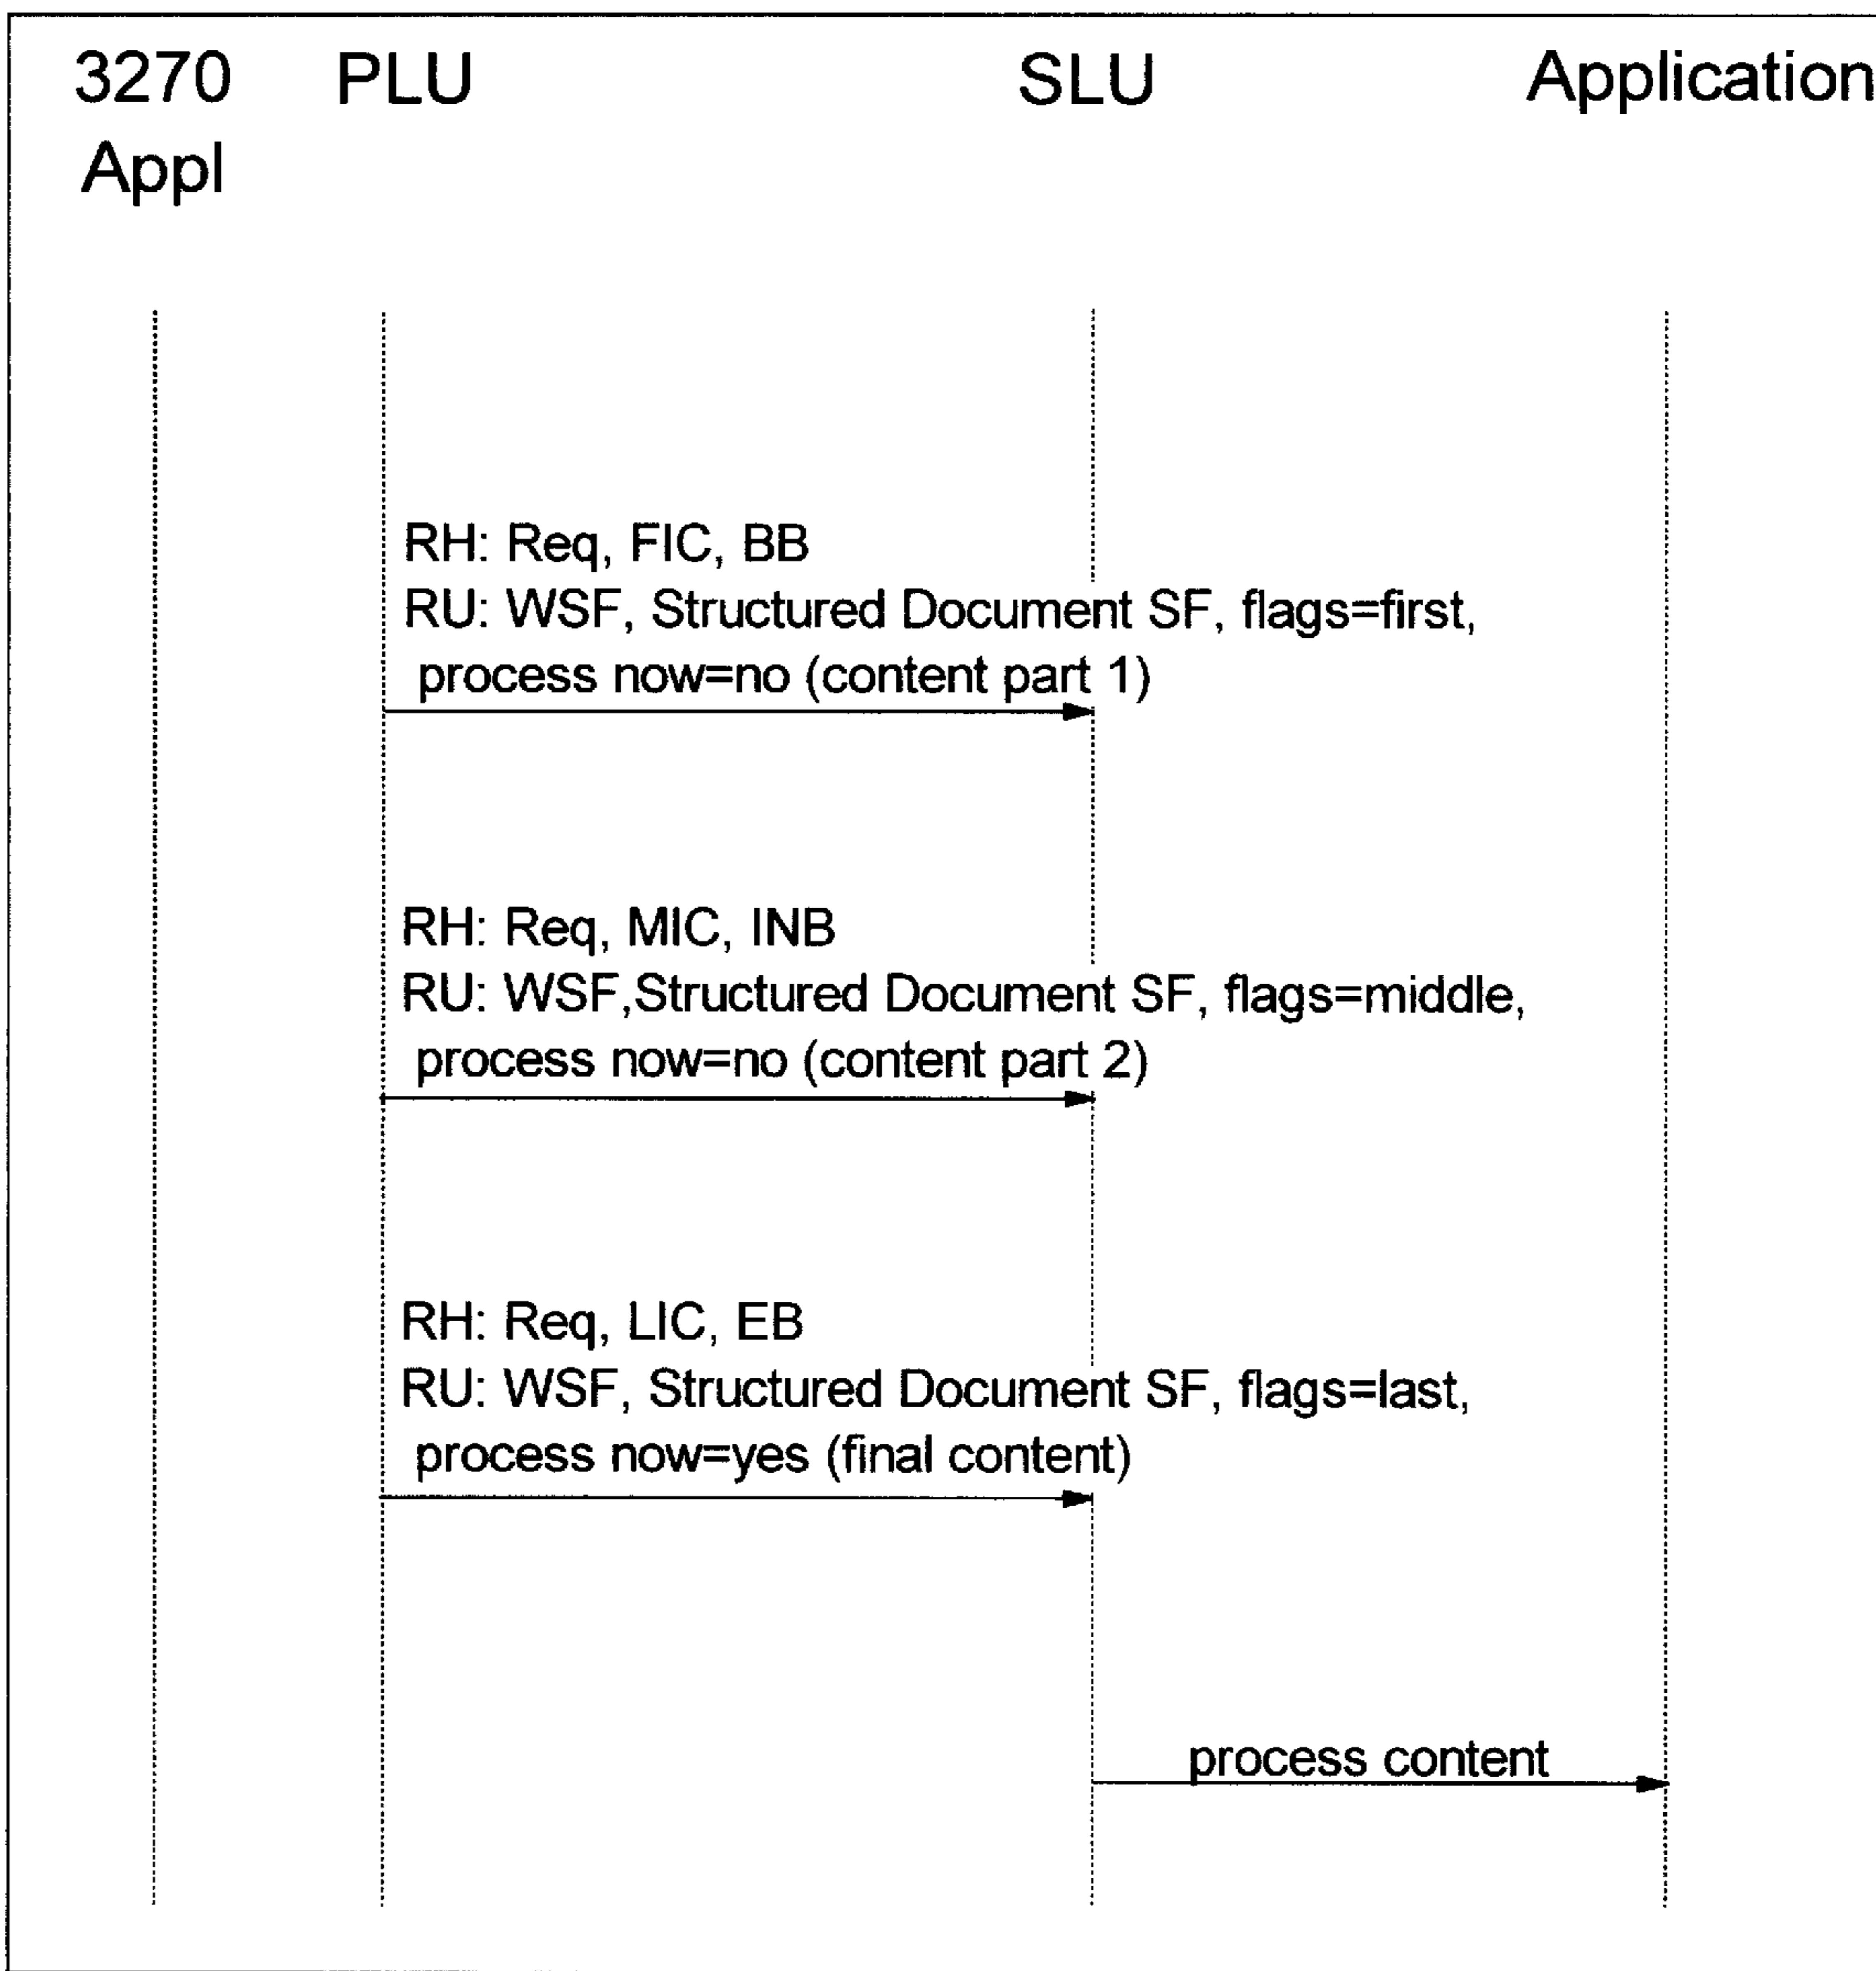 3270 PLU SLU Application
Appl
RH: Req, FIC, BB
RU: WSF, Structured Document SF, flags=first,
process now=no (content part 1)
RH: Req, MIC, INB
RU: WSF,Structured Document SF, flags=middle,
process now=no (content part 2)
RH: Req, LIC, EB
RU: WSF, Structured Document SF, flags=last,
process now=yes (final content)
process content